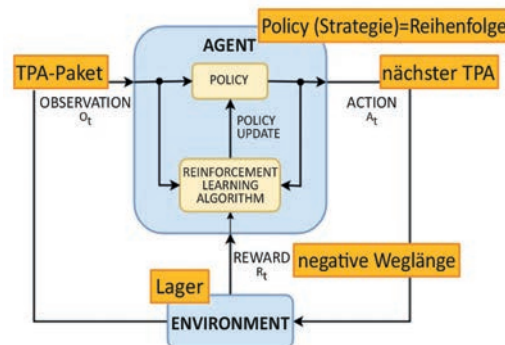 Policy (Strategie)=Reihenfolge
AGENT
TPA-Paket
POLICY
nächster TPA
OBSERVATION
Ot
ACTION
At
POLICY
UPDATE
REINFORCEMENT
LEARNING
ALGORITHM
REWARD
Rt
negative Weglänge
Lager
ENVIRONMENT